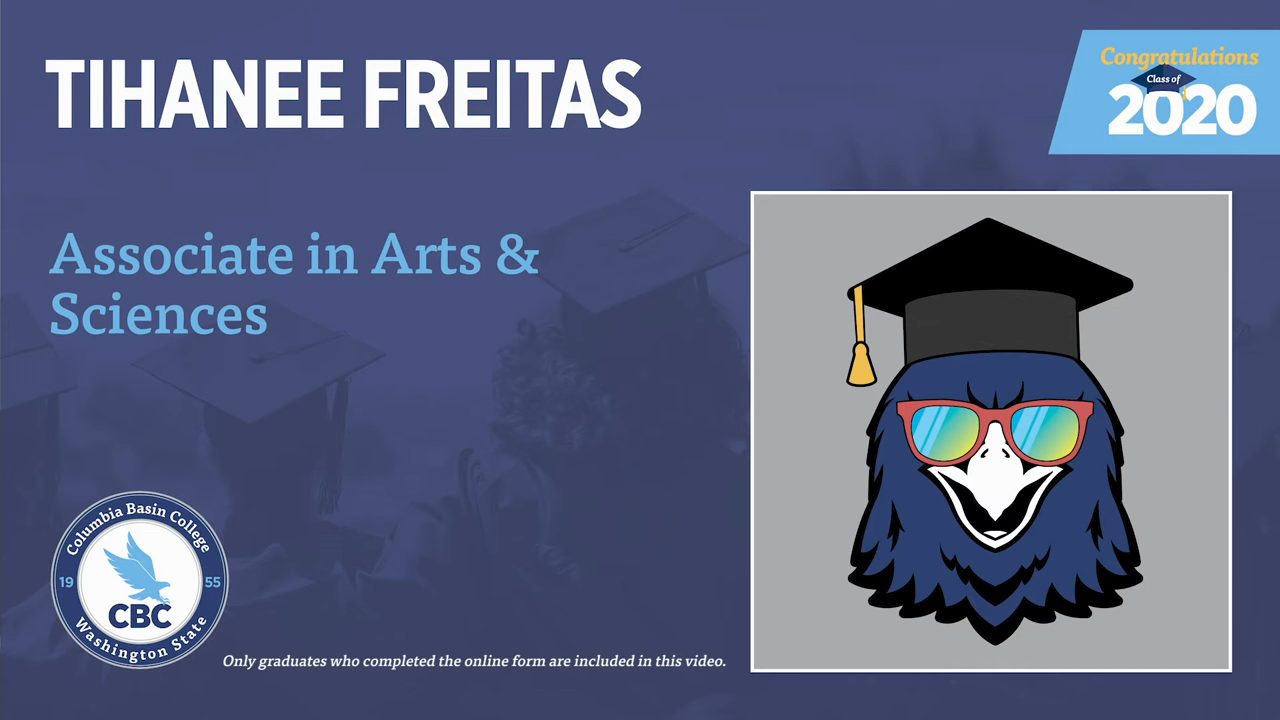 TIHANEE FREITAS
Congratulations
Class of
2020
Associate in Arts &
Sciences
Columbia Basin College
19 55
CBC
Washington State
Only graduates who completed the online form are included in this video.